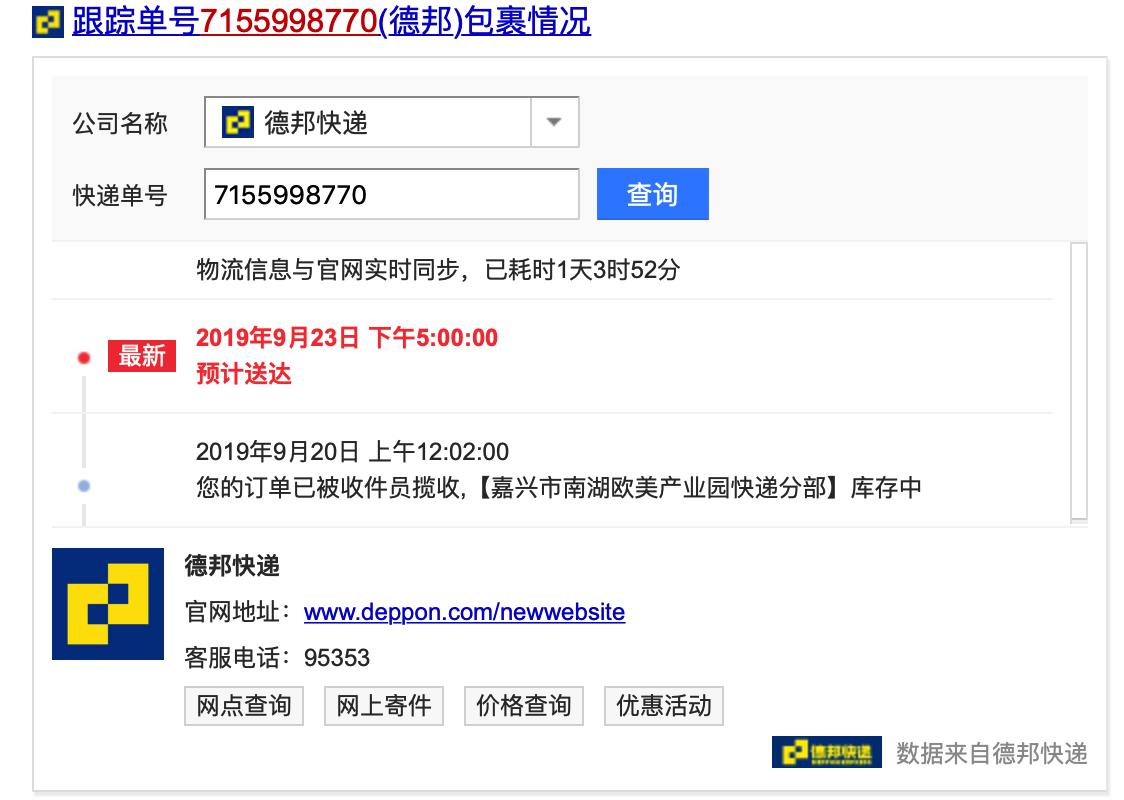 跟踪单号7155998770(德邦)包裹情况
公司名称 德邦快递
快递单号 7155998770 查询
物流信息与官网实时同步，已耗时1天3时52分
2019年9月23日 下午5:00:00
最新
预计送达
2019年9月20日 上午12:02:00
您的订单已被收件员揽收,【嘉兴市南湖欧美产业园快递分部】库存中
德邦快递
官网地址：www.deppon.com/newwebsite
客服电话：95353
网点查询 网上寄件 价格查询 优惠活动
德邦快递 数据来自德邦快递